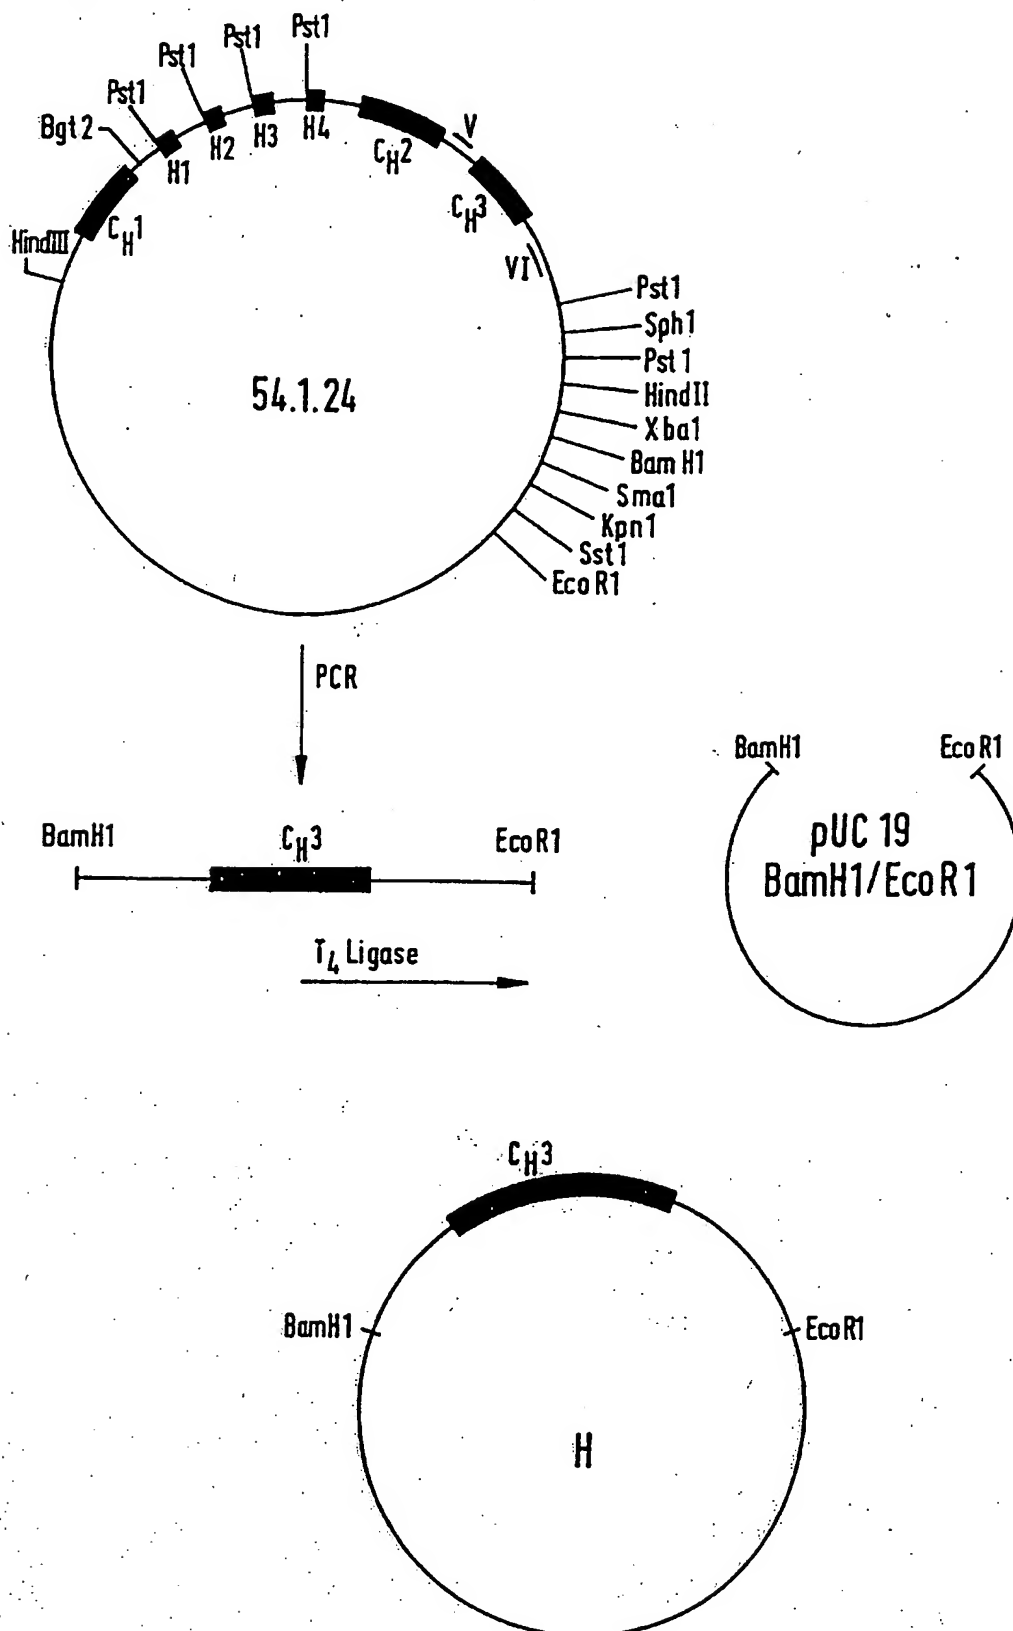 Pst1
Pst1
Pst1
Pst1
Bgt2
H1
H2
H3
H4
CH2
V
CH1
CH3
HindIII
VI
Pst1
Sph1
Pst1
HindII
Xba1
BamH1
Sma1
Kpn1
Sst1
EcoR1
54.1.24
PCR
BamH1
CH3
EcoR1
T4 Ligase
BamH1
EcoR1
pUC 19
BamH1/EcoR1
CH3
BamH1
EcoR1
H